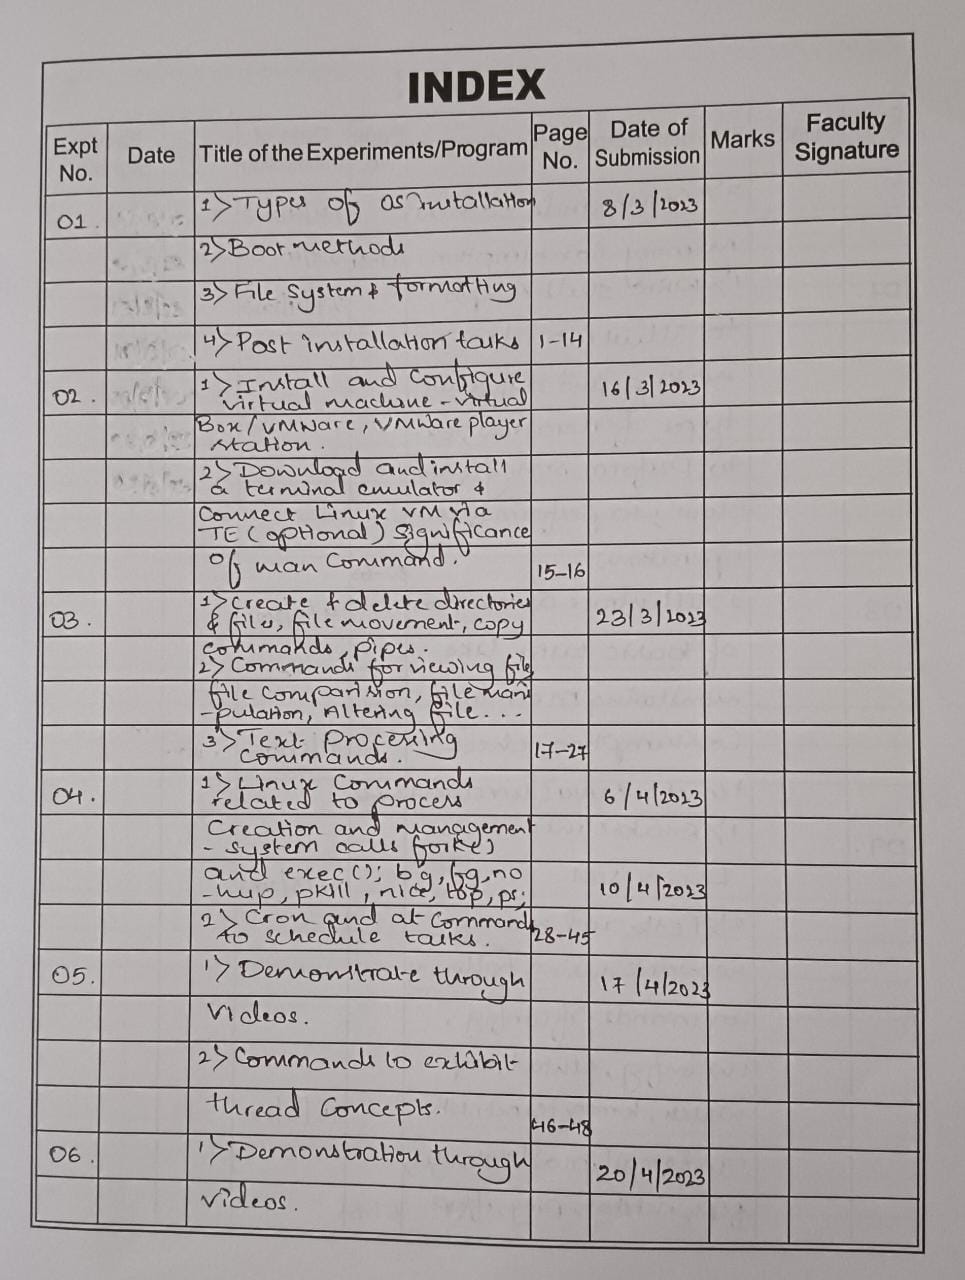 INDEX
Expt No. Date Title of the Experiments/Program Page No. Date of Submission Marks Faculty Signature
01. 1> Types of OS Installation 8/3/2023
2> Boot methods
3> File System & formatting
4> Post installation tasks 1-14
02. 1> Install and Configure 16/3/2023
virtual machine - virtual
Box/VMWare, VMWare player
station.
2> Download and install
a terminal emulator &
Connect Linux VM via
TE (optional) Significance
Of man Command. 15-16
03. 1> Create & delete directories 23/3/2023
& files, file movement, copy
commands, pipes.
2> Commands for viewing file
file comparision, file mani
-pulation, Altering file...
3> Text Processing 17-27
Commands.
04. 1> Linux Commands 6/4/2023
related to process
Creation and management
- system calls fork()
and exec(); bg, fg, no 10/4/2023
-hup, pkill, nice, top, ps;
2> Cron and at Commands 28-45
to schedule tasks.
05. 1> Demonstrate through 17/4/2023
Videos.
2> Commands to exhibit
thread Concepts. 46-48
06. 1> Demonstration through 20/4/2023
videos.